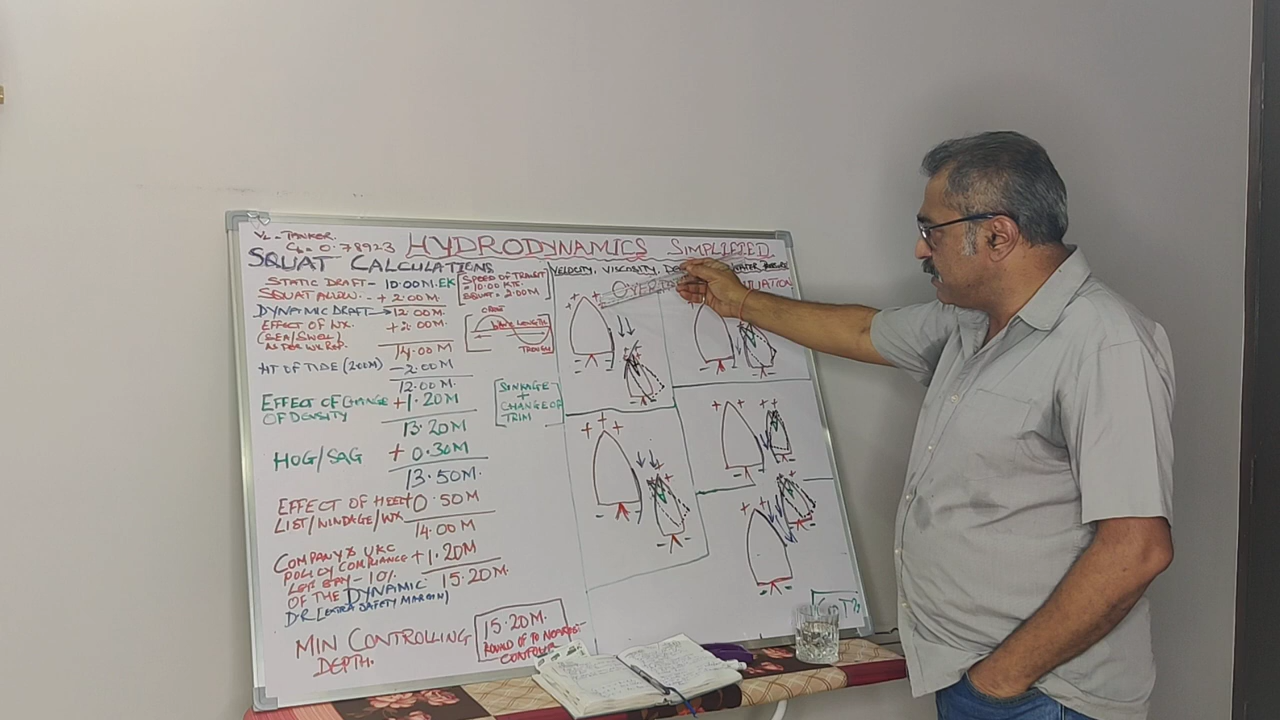 VL - TANKER.
Cb = 0.78923
HYDRODYNAMICS SIMPLIFIED
SQUAT CALCULATIONS
STATIC DRAFT - 10.00M.EK
SQUAT ALLOW. - + 2.00M.
DYNAMIC DRAFT → 12.00M.
EFFECT OF WX. + 2.00M.
(SEA/SWELL)
AS PER WX REP. 14.00M
HT OF TIDE (2.00M) - 2.00M
12.00M.
EFFECT OF CHANGE + 1.20M
OF DENSITY
13.20M
HOG/SAG + 0.30M
13.50M.
EFFECT OF HEEL + 0.50M
LIST/WINDAGE/WX
14.00M
COMPANY'S UKC + 1.20M
POLICY COMPLIANCE
15.20M
LET SAY - 10%
OF THE DYNAMIC
DR [EXTRA SAFETY MARGIN]
MIN CONTROLLING
DEPTH.
15.20M.
ROUND UP TO NEAREST
CONTOUR
SPEED OF TRANSIT
= 10.00 KTS.
SQUAT = 2.00M
CREST
WAVE LENGTH
TROUGH
SINKAGE
+
CHANGE OF
TRIM
VELOCITY, VISCOSITY,